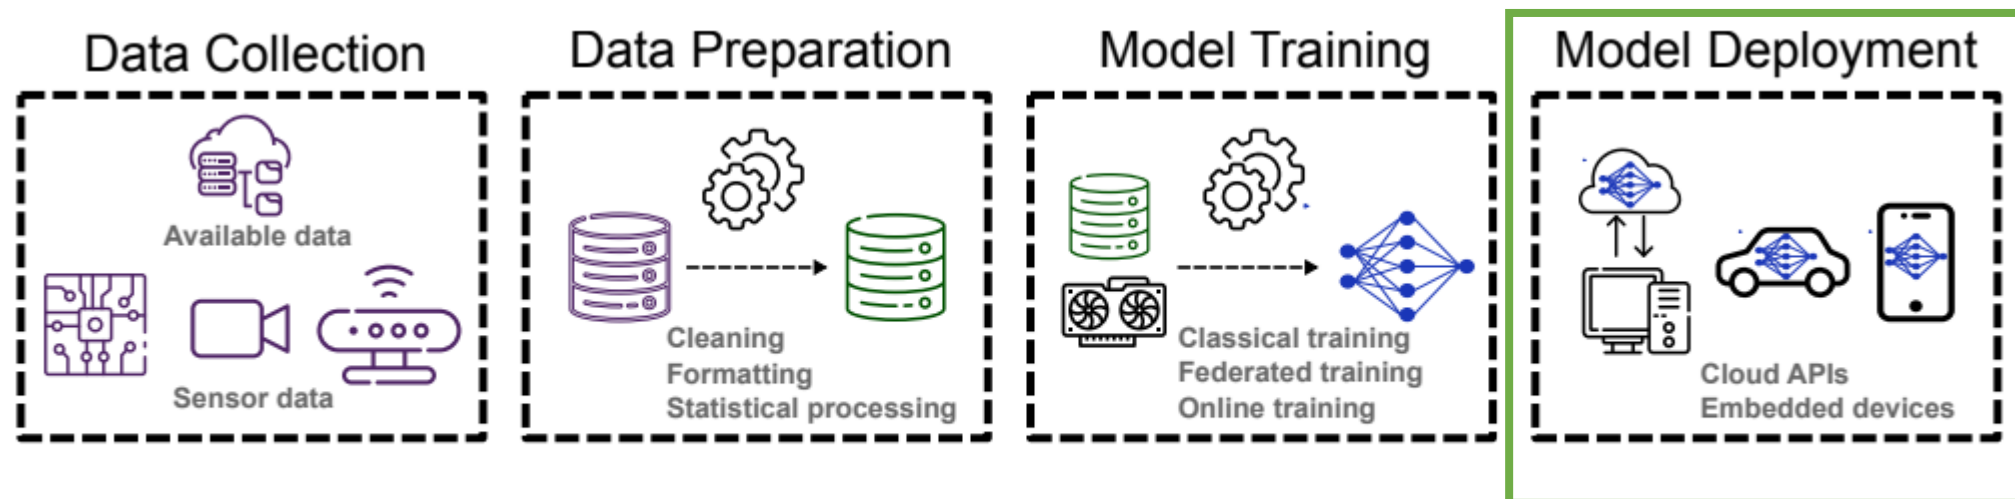 Data Collection
Available data
Sensor data
Data Preparation
Cleaning
Formatting
Statistical processing
Model Training
Classical training
Federated training
Online training
Model Deployment
Cloud APIs
Embedded devices